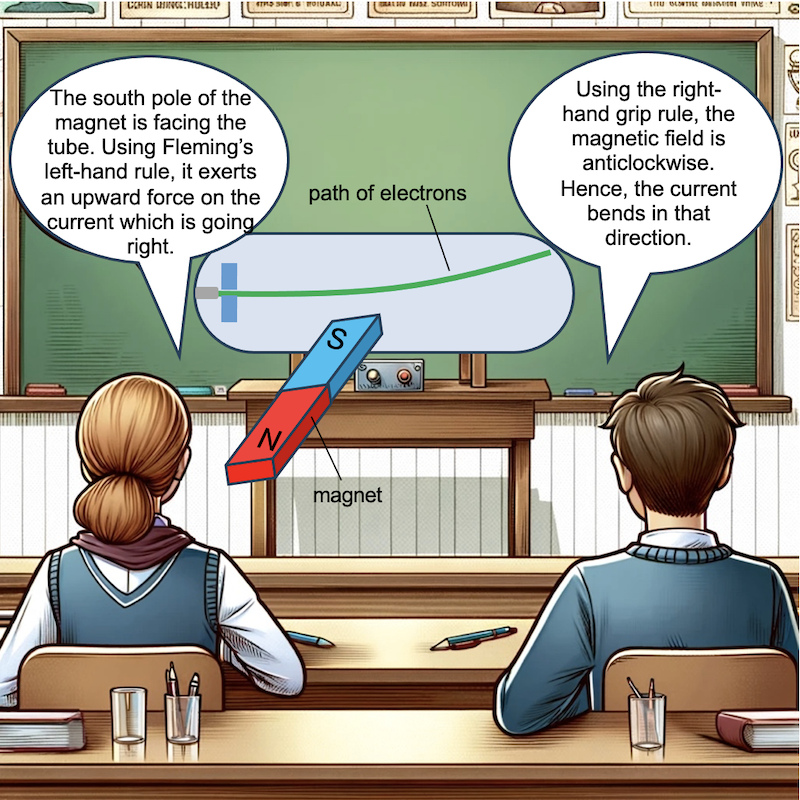 The south pole of the
magnet is facing the
tube. Using Fleming's
left-hand rule, it exerts
an upward force on the
current which is going
right.
Using the right-
hand grip rule, the
magnetic field is
anticlockwise.
Hence, the current
bends in that
direction.
path of electrons
S
N
magnet